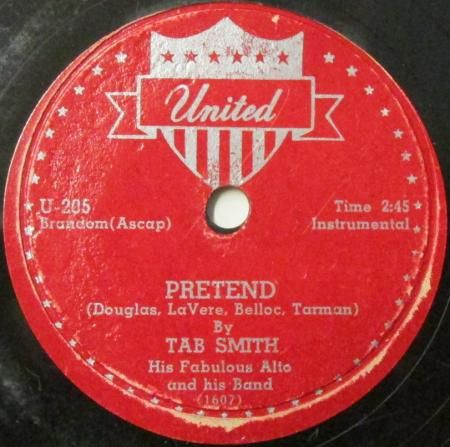 United
U-205
Brandom (Ascap)
Time 2:45
Instrumental
PRETEND
(Douglas, LaVere, Belloc, Tarman)
By
TAB SMITH
His Fabulous Alto
and his Band
(1607)